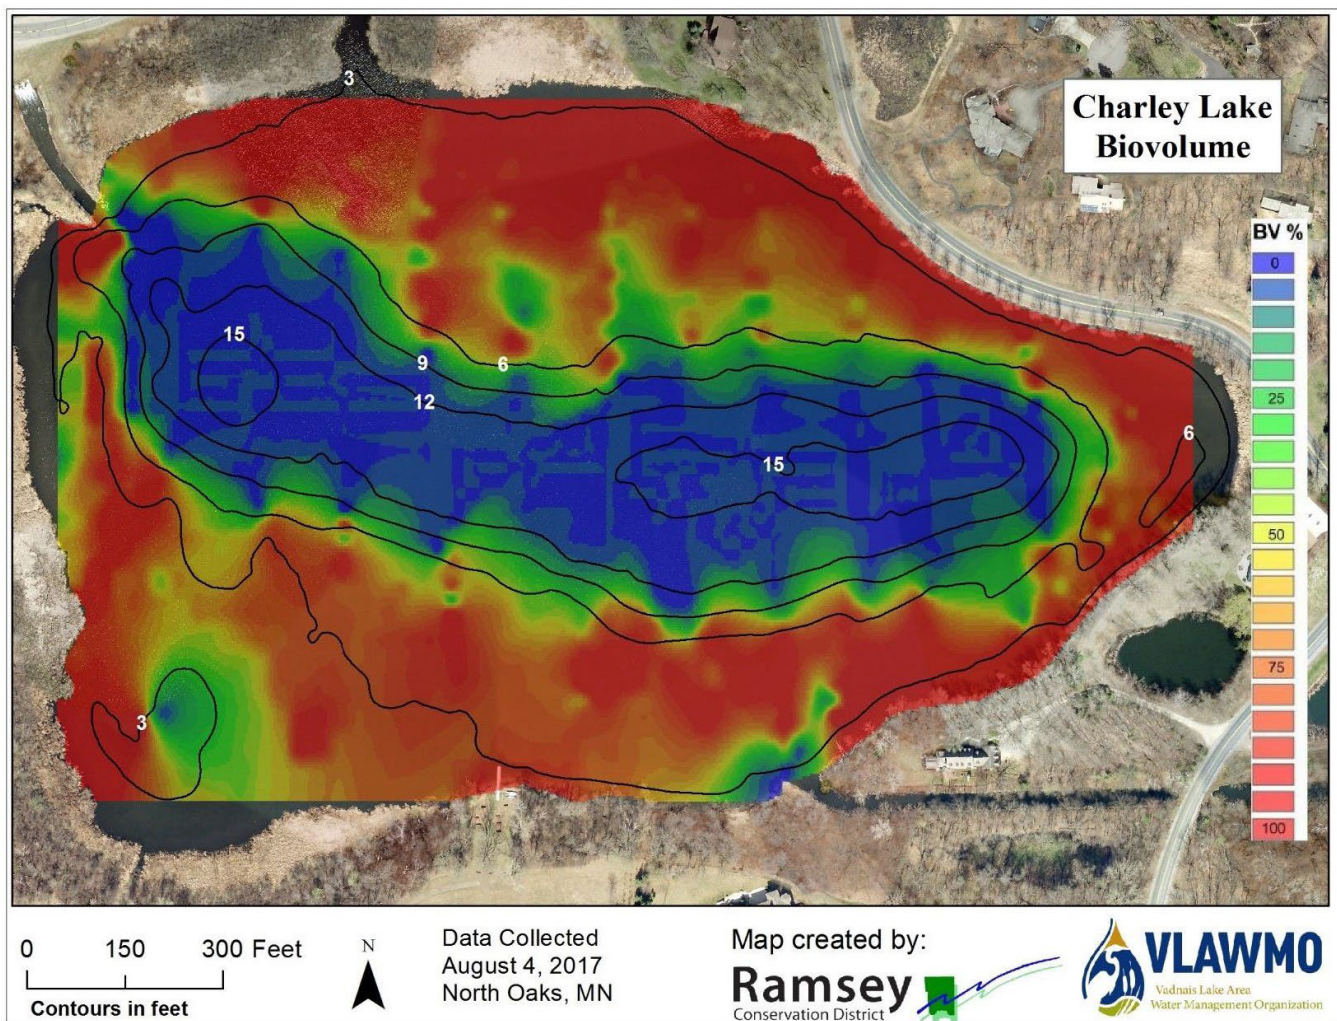 Charley Lake
Biovolume
3
BV %
0
15
9
6
12
25
15
6
50
75
3
100
0 150 300 Feet
Contours in feet
N
Data Collected
August 4, 2017
North Oaks, MN
Map created by:
Ramsey
Conservation District
VLAWMO
Vadnais Lake Area
Water Management Organization